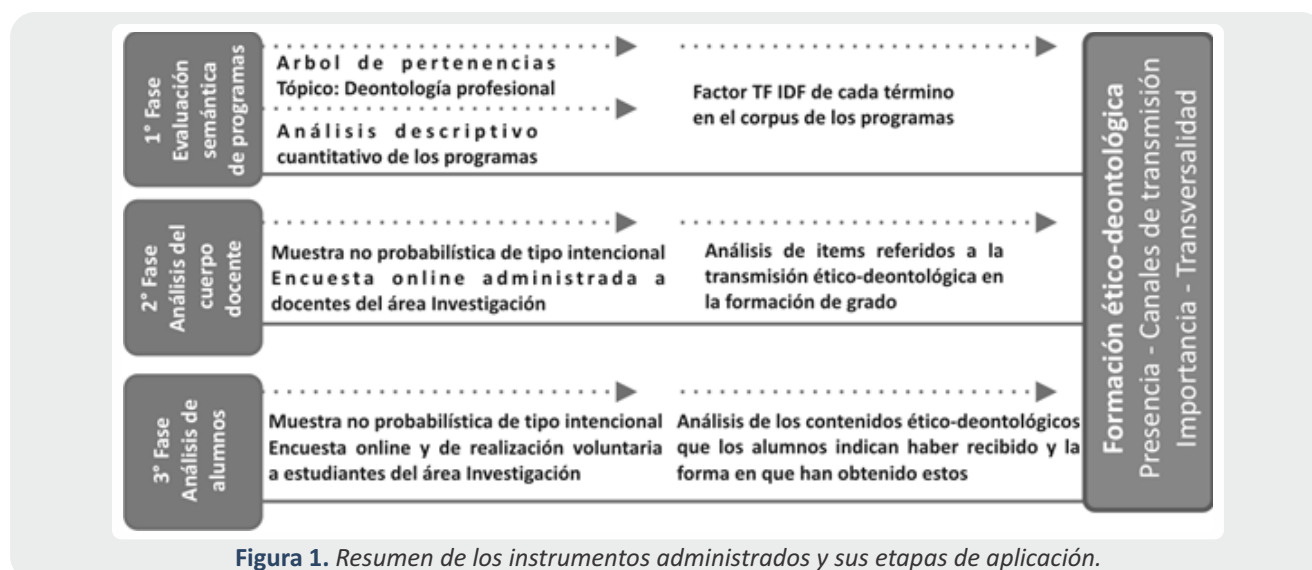 1° Fase
Evaluación
semántica
de programas
Arbol de pertenencias
Tópico: Deontología profesional
Análisis descriptivo
cuantitativo de los programas
Factor TF IDF de cada término
en el corpus de los programas
2° Fase
Análisis del
cuerpo
docente
Muestra no probabilística de tipo intencional
Encuesta online administrada a
docentes del área Investigación
Análisis de items referidos a la
transmisión ético-deontológica en
la formación de grado
3° Fase
Análisis de
alumnos
Muestra no probabilística de tipo intencional
Encuesta online y de realización voluntaria
a estudiantes del área Investigación
Análisis de los contenidos ético-deontológicos
que los alumnos indican haber recibido y la
forma en que han obtenido estos
Formación ético-deontológica
Presencia - Canales de transmisión
Importancia - Transversalidad
Figura 1. Resumen de los instrumentos administrados y sus etapas de aplicación.